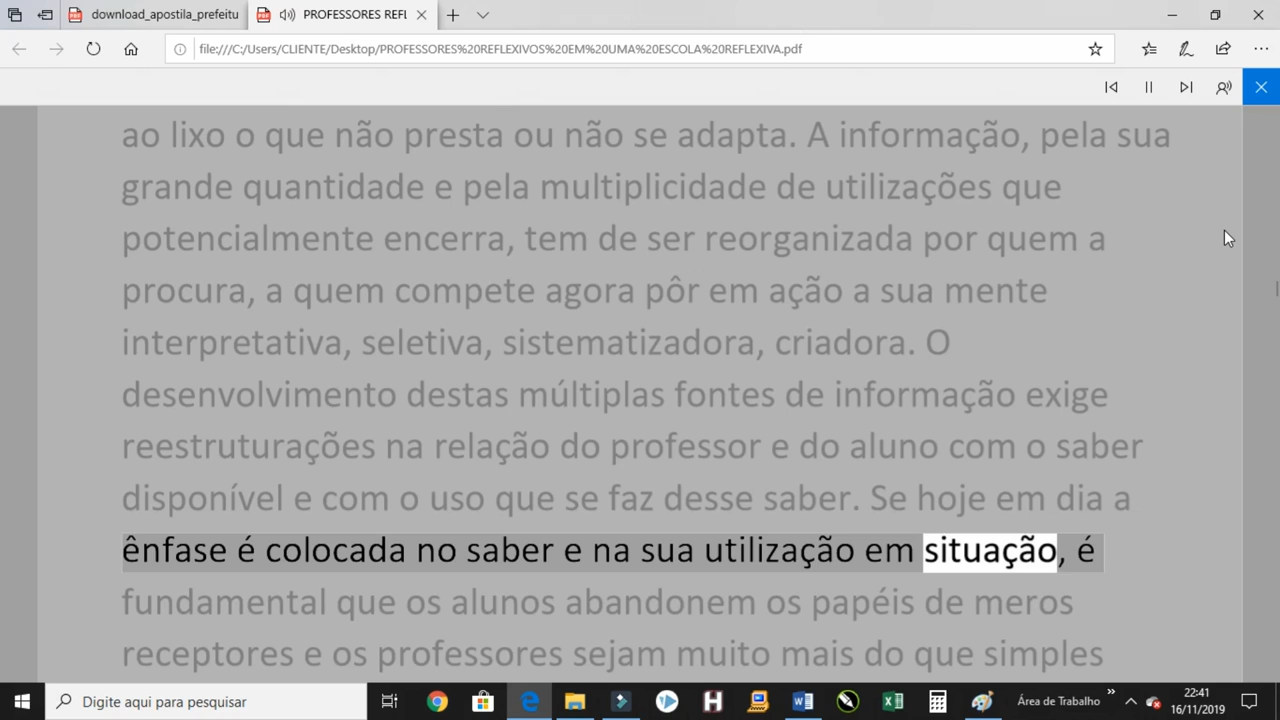 download_apostila_prefeitu
PROFESSORES REFL
file:///C:/Users/CLIENTE/Desktop/PROFESSORES%20REFLEXIVOS%20EM%20UMA%20ESCOLA%20REFLEXIVA.pdf
ao lixo o que não presta ou não se adapta. A informação, pela sua
grande quantidade e pela multiplicidade de utilizações que
potencialmente encerra, tem de ser reorganizada por quem a
procura, a quem compete agora pôr em ação a sua mente
interpretativa, seletiva, sistematizadora, criadora. O
desenvolvimento destas múltiplas fontes de informação exige
reestruturações na relação do professor e do aluno com o saber
disponível e com o uso que se faz desse saber. Se hoje em dia a
ênfase é colocada no saber e na sua utilização em situação, é
fundamental que os alunos abandonem os papéis de meros
receptores e os professores sejam muito mais do que simples
Digite aqui para pesquisar
Área de Trabalho
22:41
16/11/2019